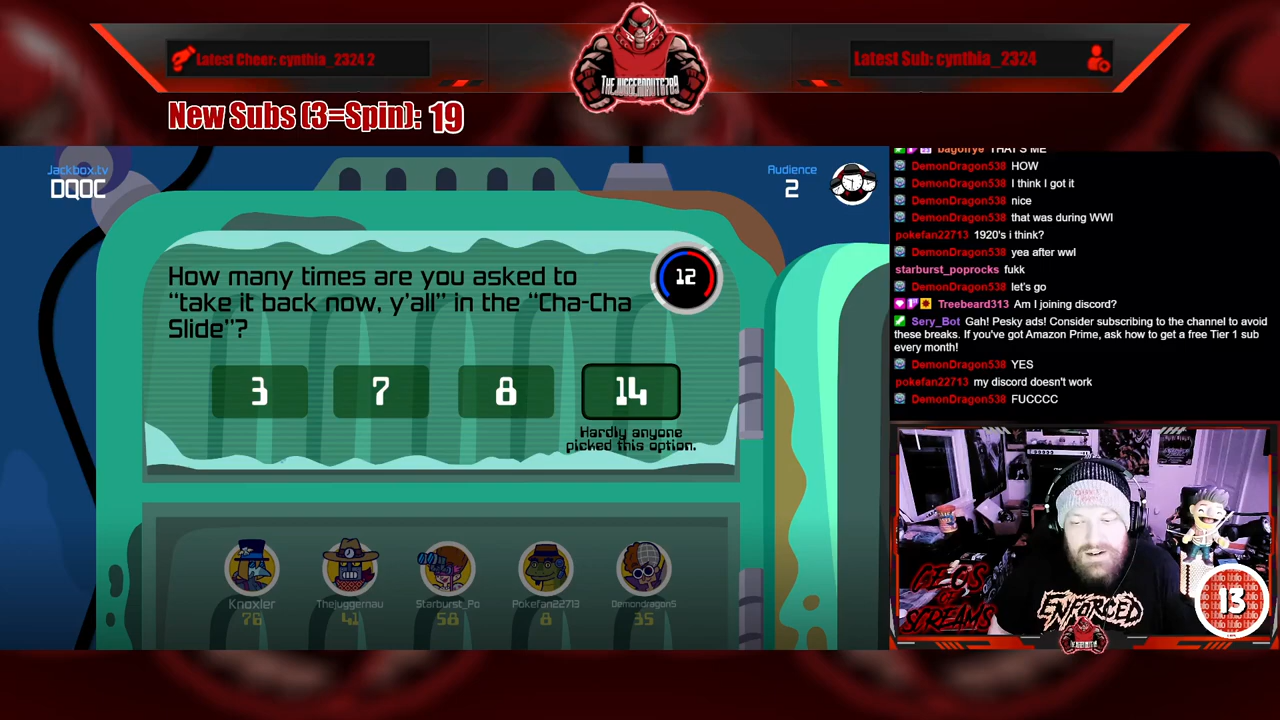 Latest Cheer: cynthia_2324 2
THEJUGGERNAUT6789
Latest Sub: cynthia_2324
New Subs (3=Spin): 19
Jackbox.tv
DQOC
Audience
2
How many times are you asked to
“take it back now, y’all” in the “Cha-Cha
Slide”?
12
3
7
8
14
Hardly anyone
picked this option.
Knoxler
76
Thejuggernau
41
Starburst_Po
58
Pokefan22713
8
DemondragonS
35
bagofrye THAT'S ME
DemonDragon538 HOW
DemonDragon538 I think I got it
DemonDragon538 nice
DemonDragon538 that was during WWI
pokefan22713 1920's i think?
DemonDragon538 yea after wwI
starburst_poprocks fukk
DemonDragon538 let's go
Treebeard313 Am I joining discord?
Sery_Bot Gah! Pesky ads! Consider subscribing to the channel to avoid
these breaks. If you've got Amazon Prime, ask how to get a free Tier 1 sub
every month!
DemonDragon538 YES
pokefan22713 my discord doesn't work
DemonDragon538 FUCCCC
ENFORCED
SCREAMS
13